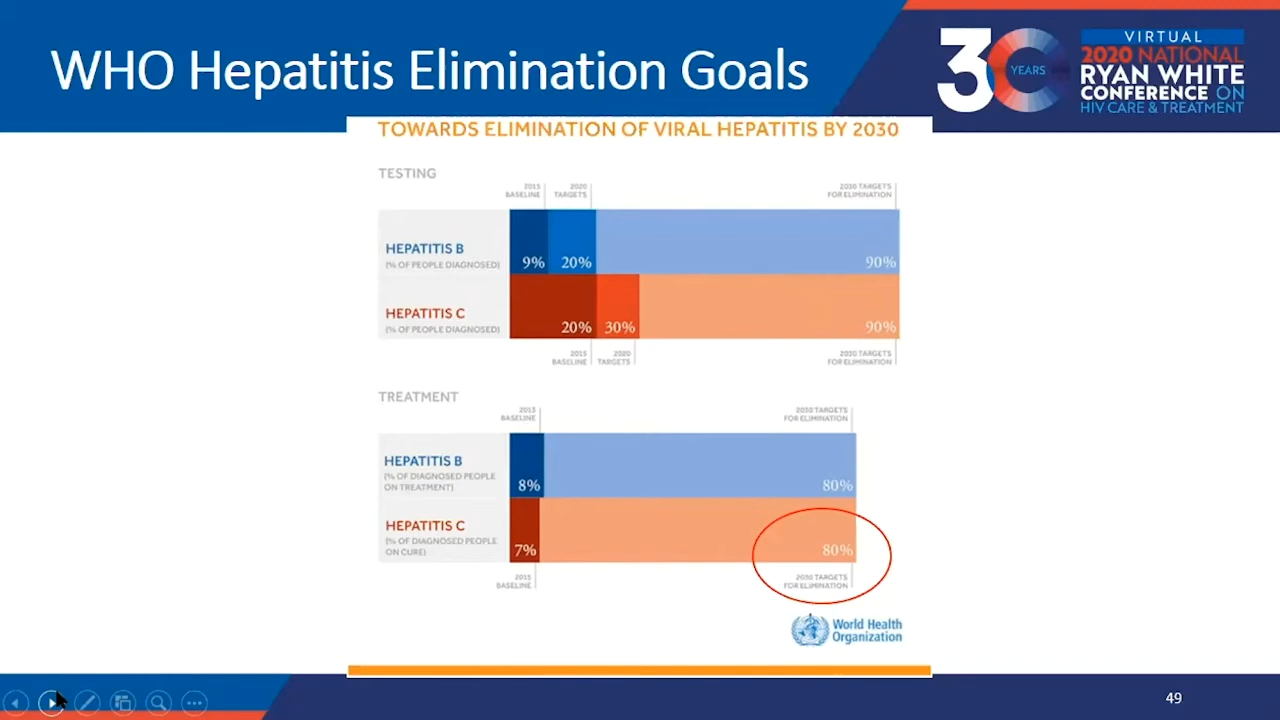 WHO Hepatitis Elimination Goals
30
YEARS
VIRTUAL
2020 NATIONAL
RYAN WHITE
CONFERENCE ON
HIV CARE & TREATMENT
TOWARDS ELIMINATION OF VIRAL HEPATITIS BY 2030
TESTING
2015
BASELINE
2020
TARGETS
2030 TARGETS
FOR ELIMINATION
HEPATITIS B
(% OF PEOPLE DIAGNOSED)
9%
20%
90%
HEPATITIS C
(% OF PEOPLE DIAGNOSED)
20%
30%
90%
2015
BASELINE
2020
TARGETS
2030 TARGETS
FOR ELIMINATION
TREATMENT
2015
BASELINE
2030 TARGETS
FOR ELIMINATION
HEPATITIS B
(% OF DIAGNOSED PEOPLE
ON TREATMENT)
8%
80%
HEPATITIS C
(% OF DIAGNOSED PEOPLE
ON CURE)
7%
80%
2015
BASELINE
2030 TARGETS
FOR ELIMINATION
World Health
Organization
49